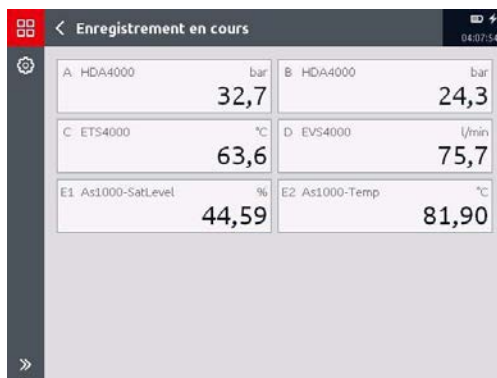 Enregistrement en cours
04:07:54
A HDA4000 bar
32,7
B HDA4000 bar
24,3
C ETS4000 °C
63,6
D EVS4000 l/min
75,7
E1 As1000-SatLevel %
44,59
E2 As1000-Temp °C
81,90